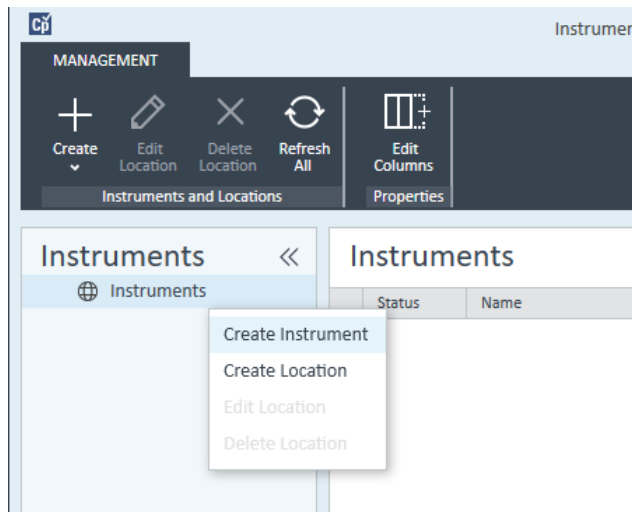 Cp
Instrumen
MANAGEMENT
Create
Edit
Location
Delete
Location
Refresh
All
Edit
Columns
Instruments and Locations
Properties
Instruments
Instruments
Status
Name
Instruments
Create Instrument
Create Location
Edit Location
Delete Location